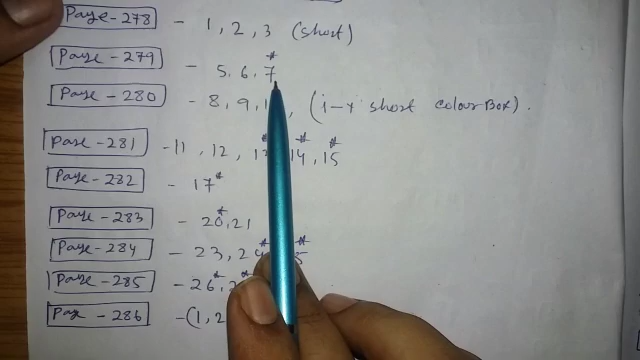 Page-278 - 1, 2, 3 (short)
Page-279 - 5, 6, 7*
Page-280 - 8, 9, (i-x short colour Box).
Page-281 - 11, 12, 14*, 15*
Page-282 - 17*
Page-283 - 20*, 21
Page-284 - 23, 24*
Page-285 - 26*,
Page-286 - (1, 2